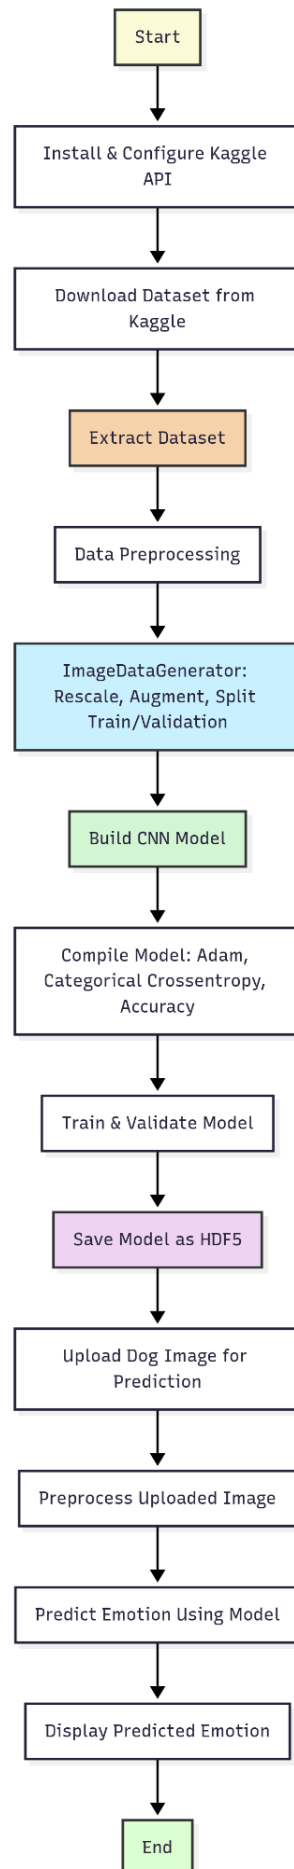 Start
Install & Configure Kaggle
API
Download Dataset from
Kaggle
Extract Dataset
Data Preprocessing
ImageDataGenerator:
Rescale, Augment, Split
Train/Validation
Build CNN Model
Compile Model: Adam,
Categorical Crossentropy,
Accuracy
Train & Validate Model
Save Model as HDF5
Upload Dog Image for
Prediction
Preprocess Uploaded Image
Predict Emotion Using Model
Display Predicted Emotion
End